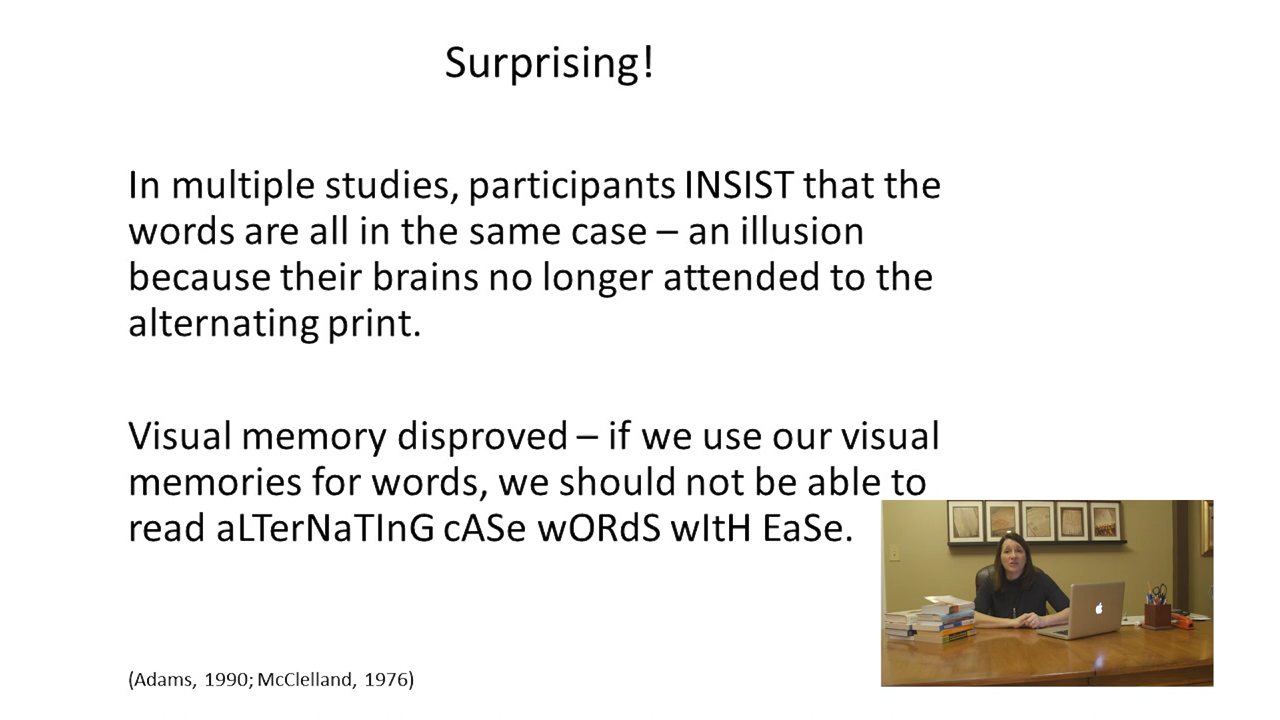 Surprising!
In multiple studies, participants INSIST that the
words are all in the same case – an illusion
because their brains no longer attended to the
alternating print.
Visual memory disproved – if we use our visual
memories for words, we should not be able to
read aLTerNaTInG cASe wORdS wItH EaSe.
(Adams, 1990; McClelland, 1976)